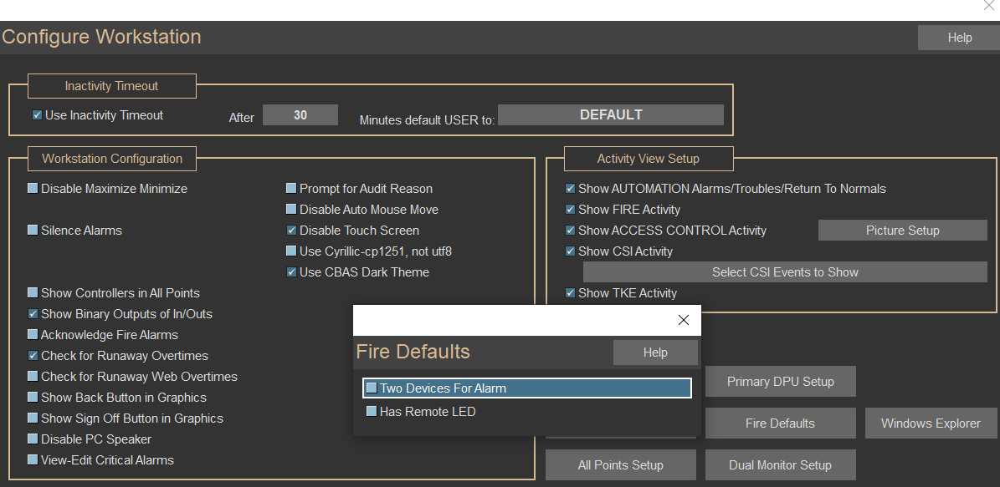 Configure Workstation
Help
Inactivity Timeout
Use Inactivity Timeout
After
30
Minutes default USER to:
DEFAULT
Workstation Configuration
Disable Maximize Minimize
Silence Alarms
Show Controllers in All Points
Show Binary Outputs of In/Outs
Acknowledge Fire Alarms
Check for Runaway Overtimes
Check for Runaway Web Overtimes
Show Back Button in Graphics
Show Sign Off Button in Graphics
Disable PC Speaker
View-Edit Critical Alarms
Prompt for Audit Reason
Disable Auto Mouse Move
Disable Touch Screen
Use Cyrillic-cp1251, not utf8
Use CBAS Dark Theme
Activity View Setup
Show AUTOMATION Alarms/Troubles/Return To Normals
Show FIRE Activity
Show ACCESS CONTROL Activity
Picture Setup
Show CSI Activity
Select CSI Events to Show
Show TKE Activity
Fire Defaults
Help
Two Devices For Alarm
Has Remote LED
Primary DPU Setup
Fire Defaults
Windows Explorer
All Points Setup
Dual Monitor Setup